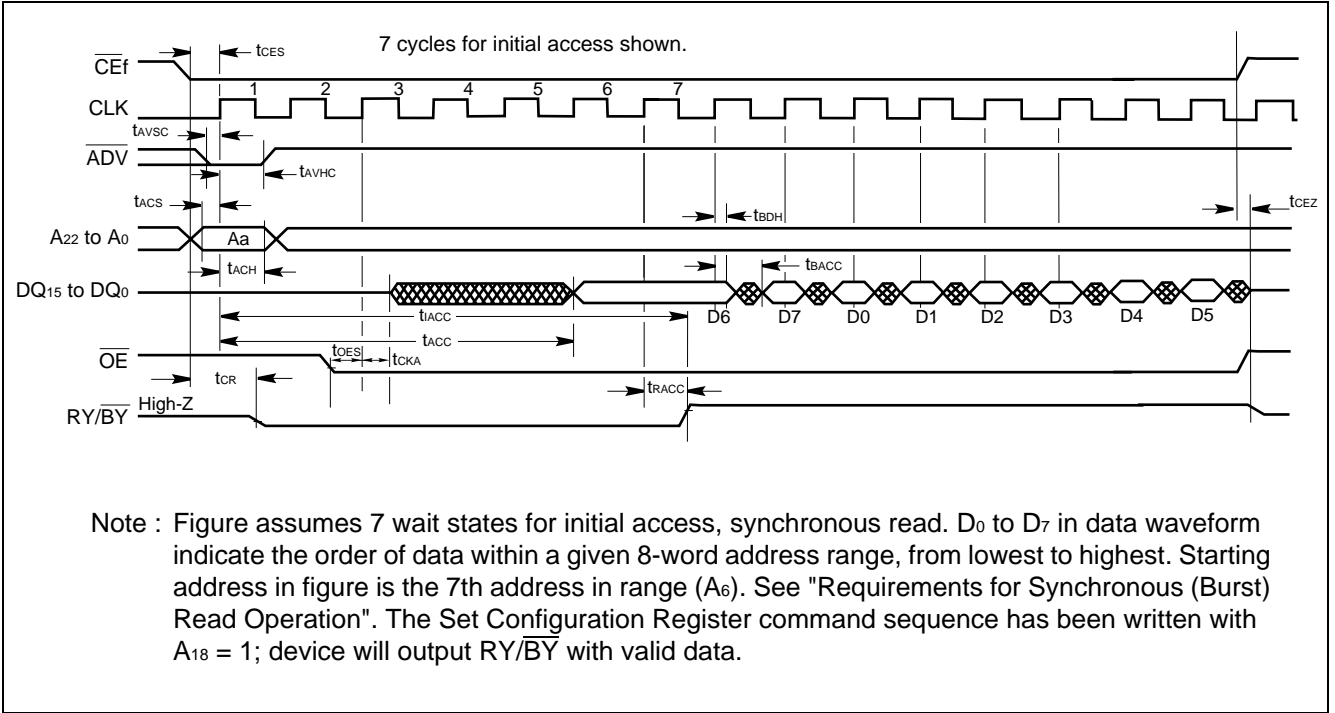 7 cycles for initial access shown.
tCES
CEf
1 2 3 4 5 6 7
CLK
tAVSC
ADV
tAVHC
tACS
tBDH
tCEZ
A22 to A0
Aa
tACH
tBACC
DQ15 to DQ0
tIACC
D6 D7 D0 D1 D2 D3 D4 D5
tACC
OE
tOES
tCKA
tCR
tRACC
High-Z
RY/BY
Note : Figure assumes 7 wait states for initial access, synchronous read. D0 to D7 in data waveform
indicate the order of data within a given 8-word address range, from lowest to highest. Starting
address in figure is the 7th address in range (A6). See "Requirements for Synchronous (Burst)
Read Operation". The Set Configuration Register command sequence has been written with
A18 = 1; device will output RY/BY with valid data.